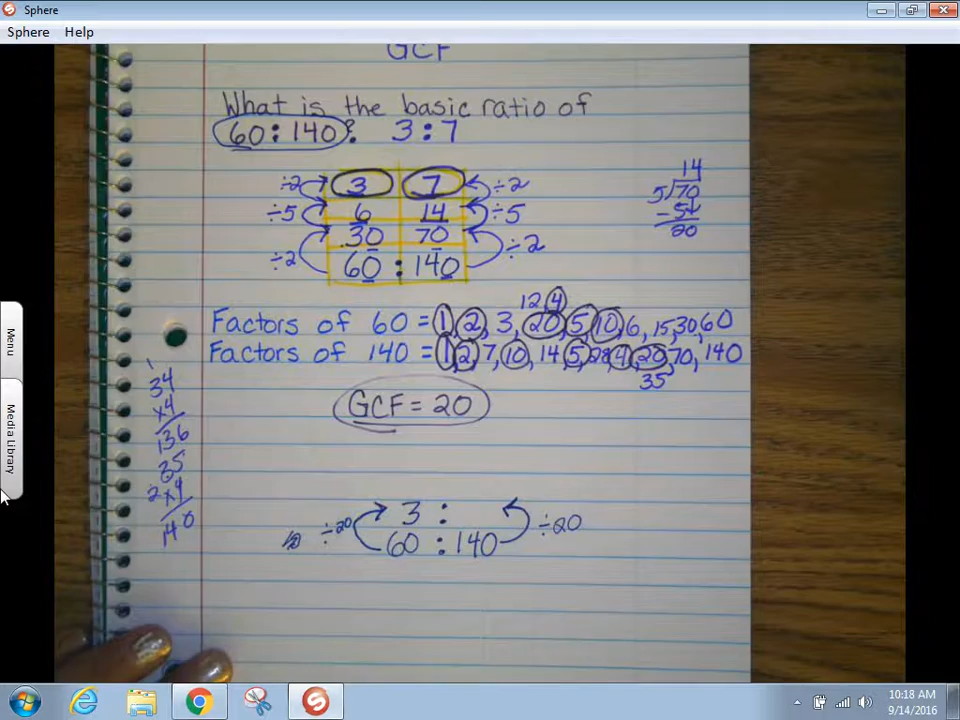 Sphere
Sphere Help
GCF
What is the basic ratio of
60:140? 3:7
÷2 3 7 ÷2
÷5 6 14 ÷5
30 70
÷2 60 : 140 ÷2
14
5 70
-5
20
12 4
Factors of 60 = 1, 2, 3, 20, 5, 10, 6, 15, 30, 60
Factors of 140 = 1, 2, 7, 10, 14, 5, 28, 4, 20, 70, 140
35
GCF = 20
1
34
x4
136
35
2 x4
140
÷20 3 : ÷20
60 : 140
Menu
Media Library
10:18 AM
9/14/2016